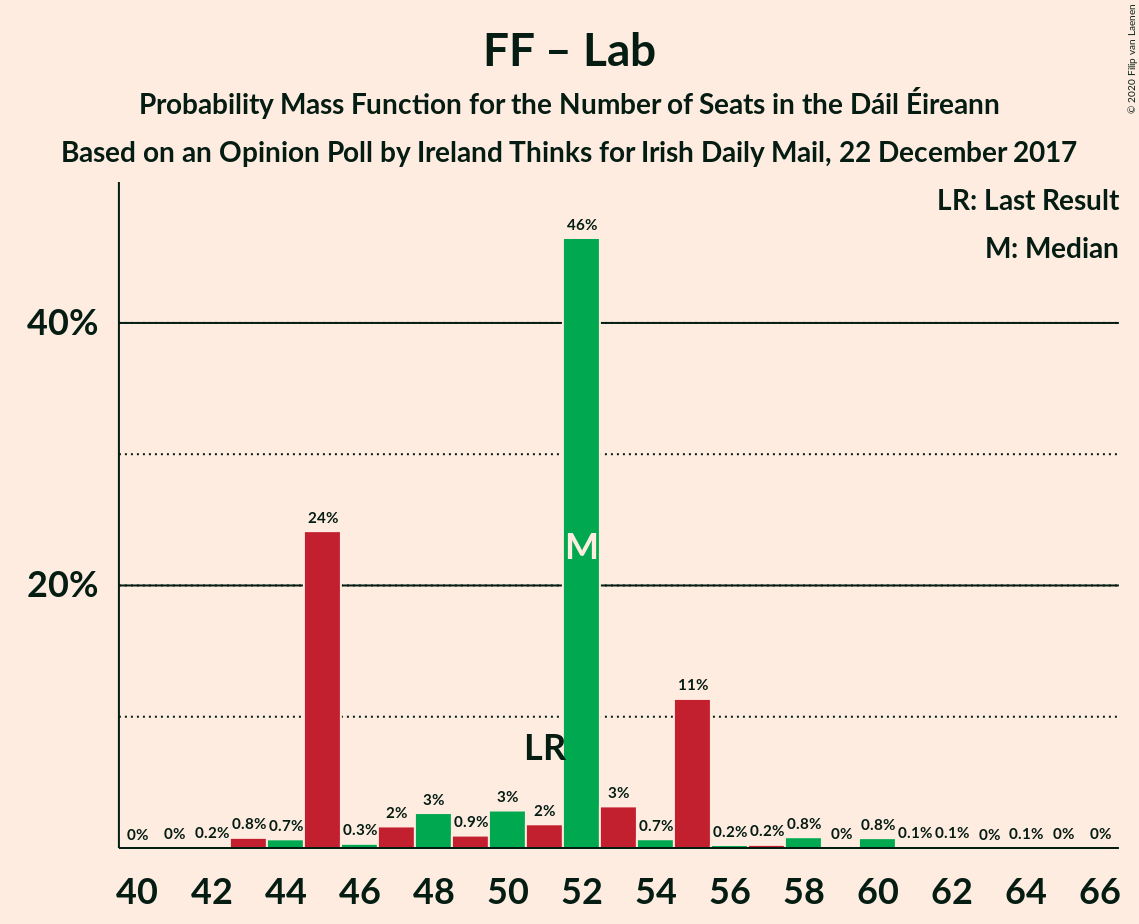 FF – Lab
Probability Mass Function for the Number of Seats in the Dáil Éireann
Based on an Opinion Poll by Ireland Thinks for Irish Daily Mail, 22 December 2017
© 2020 Filip van Laenen
LR: Last Result
M: Median
40%
20%
0% 0% 0.2% 0.8% 0.7% 24% 0.3% 2% 3% 0.9% 3% 2% 46% 3% 0.7% 11% 0.2% 0.2% 0.8% 0% 0.8% 0.1% 0.1% 0% 0.1% 0% 0%
LR
M
40 42 44 46 48 50 52 54 56 58 60 62 64 66